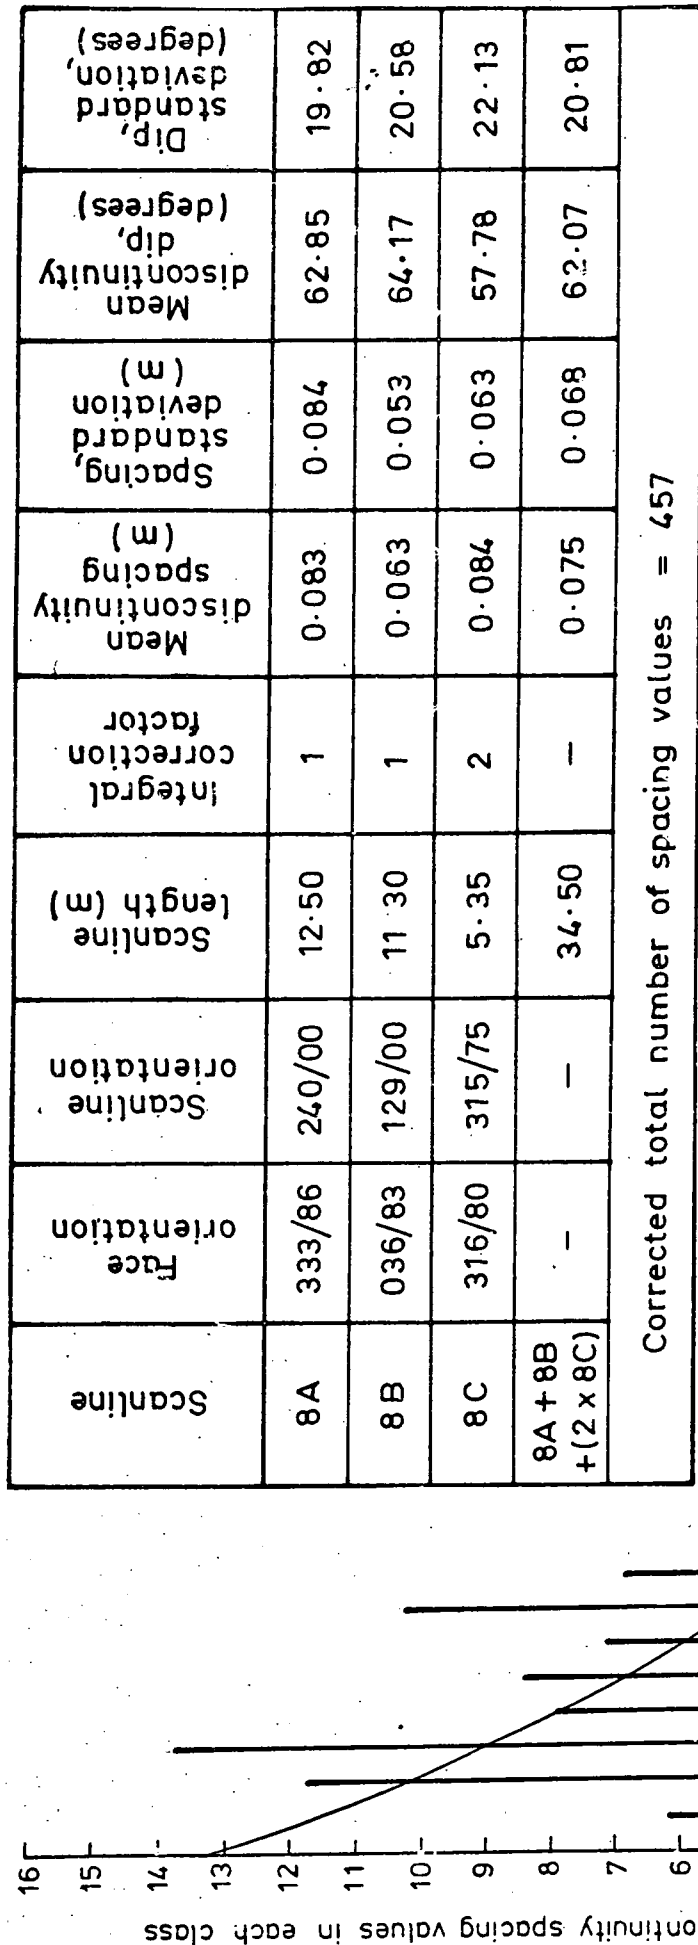 Scanline | Face orientation | Scanline orientation | Scanline length (m) | Integral correction factor | Mean discontinuity spacing (m) | Spacing, standard deviation (m) | Mean discontinuity dip, (degrees) | Dip, standard deviation, (degrees)
8A | 333/86 | 240/00 | 12·50 | 1 | 0·083 | 0·084 | 62·85 | 19·82
8B | 036/83 | 129/00 | 11 30 | 1 | 0·063 | 0·053 | 64·17 | 20·58
8C | 316/80 | 315/75 | 5·35 | 2 | 0·084 | 0·063 | 57·78 | 22·13
8A + 8B +(2 x 8C) | – | – | 34·50 | – | 0·075 | 0·068 | 62·07 | 20·81
Corrected total number of spacing values = 457
16
15
14
13
12
11
10
9
8
7
6
spacing values in each class